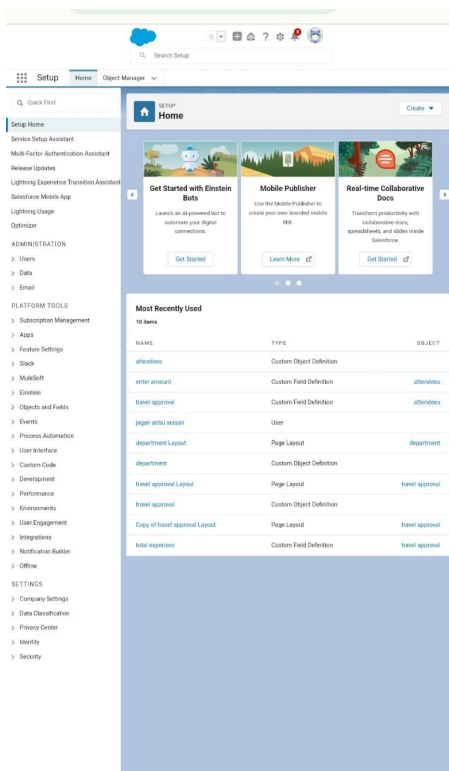 Search Setup
Setup
Home
Object Manager
Quick Find
Setup Home
Service Setup Assistant
Multi-Factor Authentication Assistant
Release Updates
Lightning Experience Transition Assistant
Salesforce Mobile App
Lightning Usage
Optimizer
ADMINISTRATION
Users
Data
Email
PLATFORM TOOLS
Subscription Management
Apps
Feature Settings
Slack
MuleSoft
Einstein
Objects and Fields
Events
Process Automation
User Interface
Custom Code
Development
Performance
Environments
User Engagement
Integrations
Notification Builder
Offline
SETTINGS
Company Settings
Data Classification
Privacy Center
Identity
Security
SETUP
Home
Create
Get Started with Einstein
Bots
Launch an AI-powered bot to
automate your digital
connections.
Get Started
Mobile Publisher
Use the Mobile Publisher to
create your own branded mobile
app.
Learn More
Real-time Collaborative
Docs
Transform productivity with
collaborative docs,
spreadsheets, and slides inside
Salesforce
Get Started
Most Recently Used
10 items
NAME TYPE OBJECT
attendees Custom Object Definition
enter amount Custom Field Definition attendees
travel approval Custom Field Definition attendees
jagan anbu arasan User
department Layout Page Layout department
department Custom Object Definition
travel approval Layout Page Layout travel approval
travel approval Custom Object Definition
Copy of travel approval Layout Page Layout travel approval
total expenses Custom Field Definition travel approval